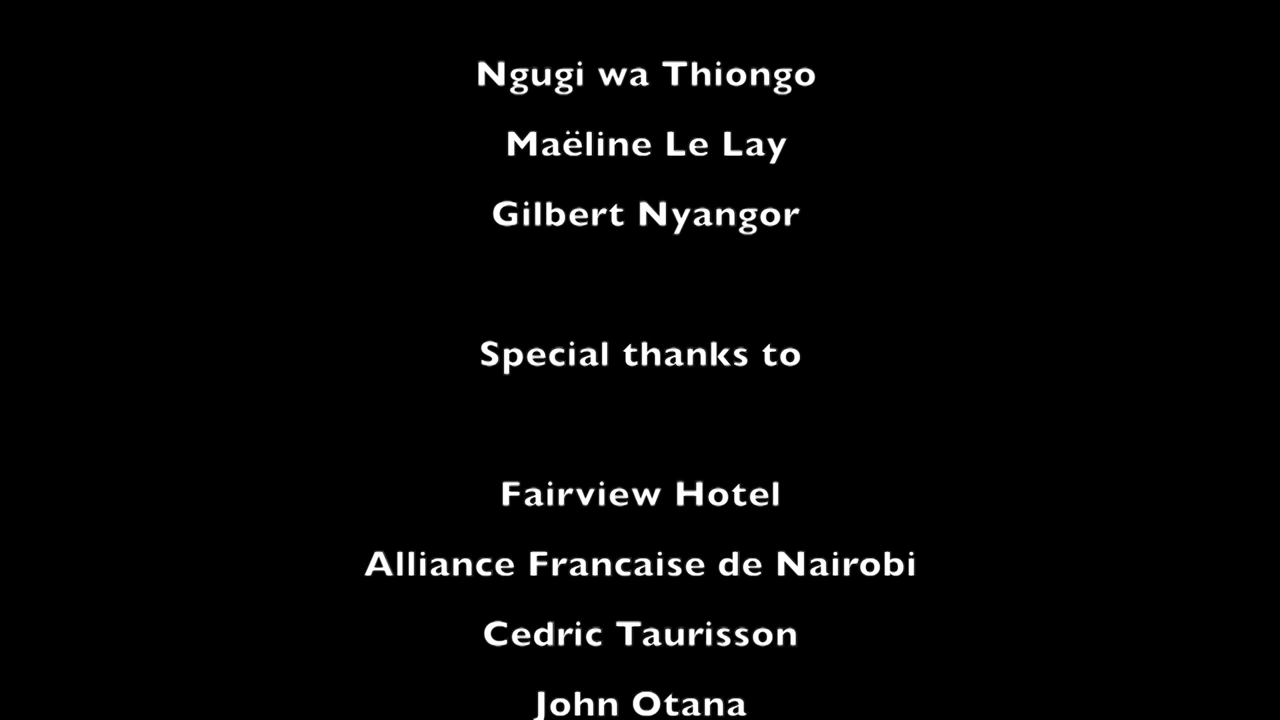 Ngugi wa Thiongo
Maëline Le Lay
Gilbert Nyangor
Special thanks to
Fairview Hotel
Alliance Francaise de Nairobi
Cedric Taurisson
John Otana